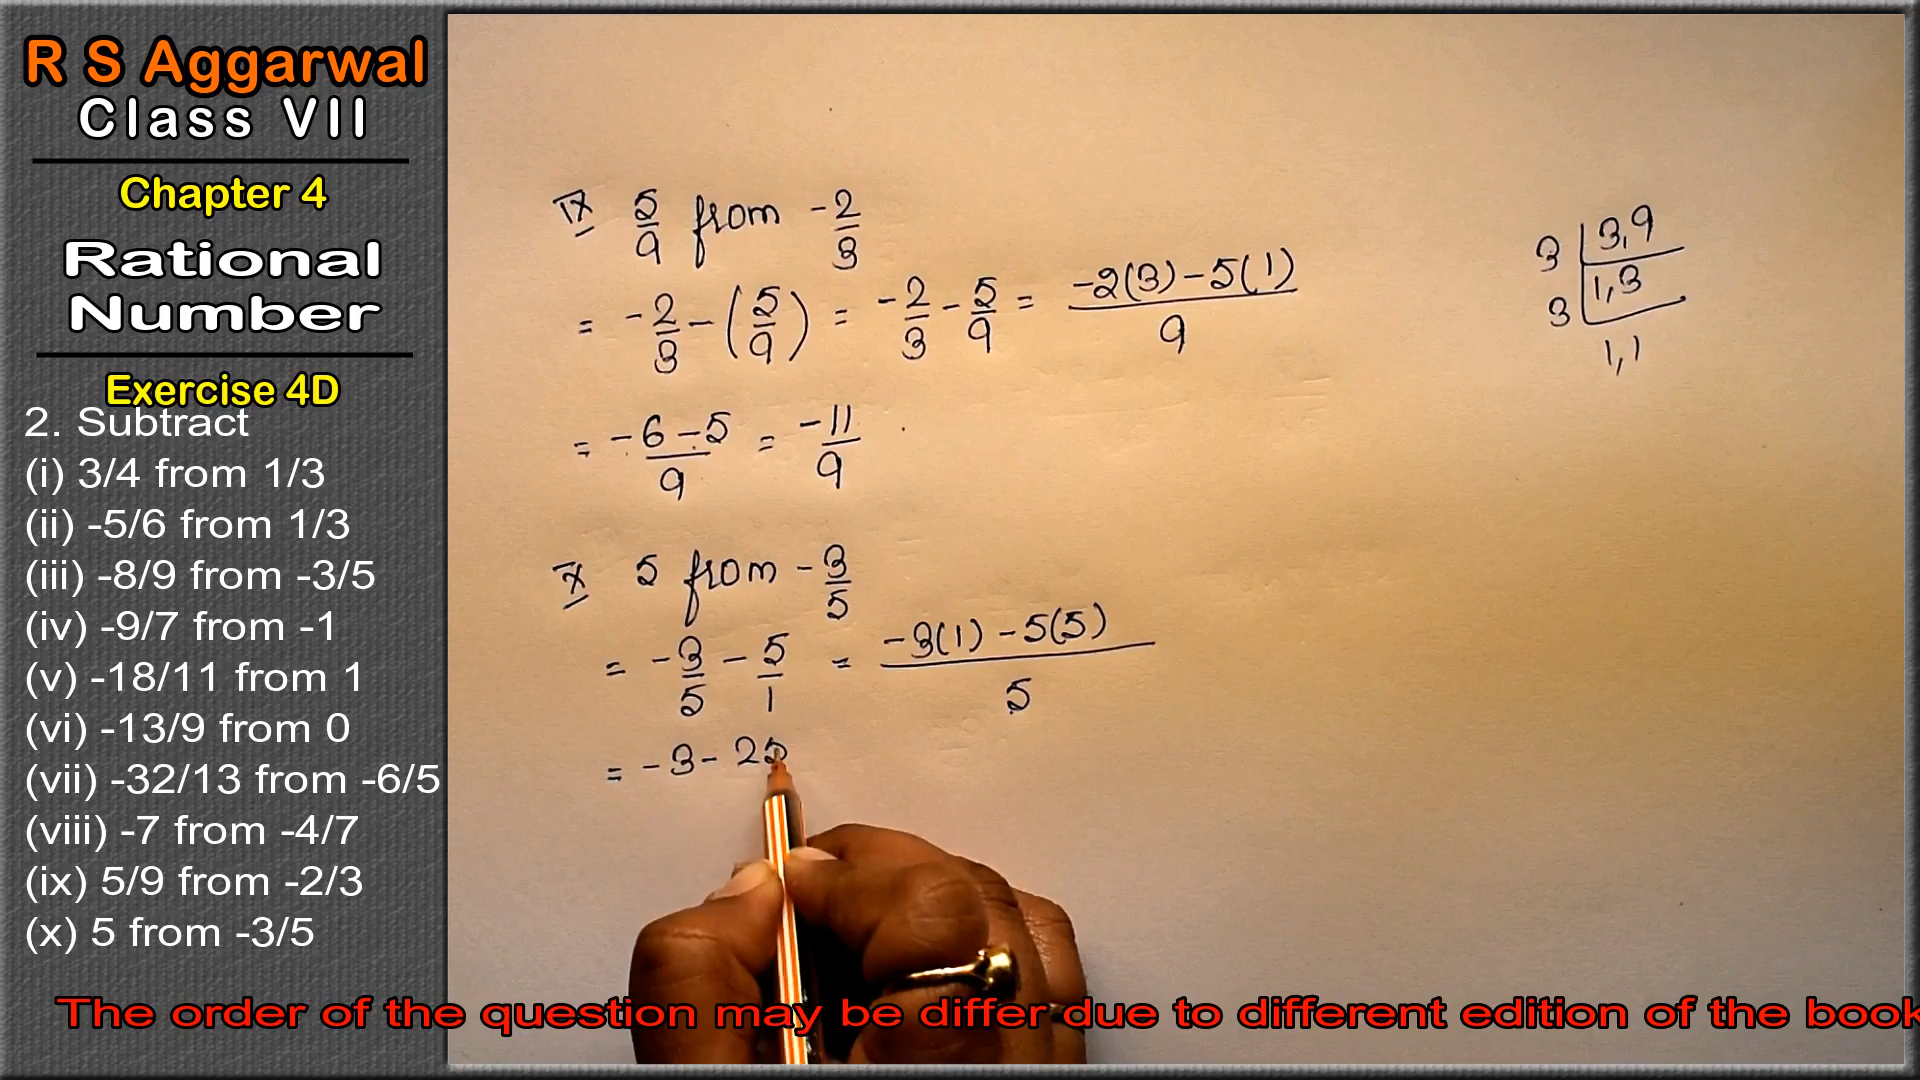 R S Aggarwal
Class VII
Chapter 4
Rational
Number
Exercise 4D
2. Subtract
(i) 3/4 from 1/3
(ii) -5/6 from 1/3
(iii) -8/9 from -3/5
(iv) -9/7 from -1
(v) -18/11 from 1
(vi) -13/9 from 0
(vii) -32/13 from -6/5
(viii) -7 from -4/7
(ix) 5/9 from -2/3
(x) 5 from -3/5
IX 5/9 from -2/3
= -2/3 - (5/9) = -2/3 - 5/9 = -2(3) - 5(1) / 9
= -6 - 5 / 9 = -11/9
X 5 from -3/5
= -3/5 - 5/1 = -3(1) - 5(5) / 5
= -3 - 25
3 | 3, 9
3 | 1, 3
1, 1
The order of the question may be differ due to different edition of the book